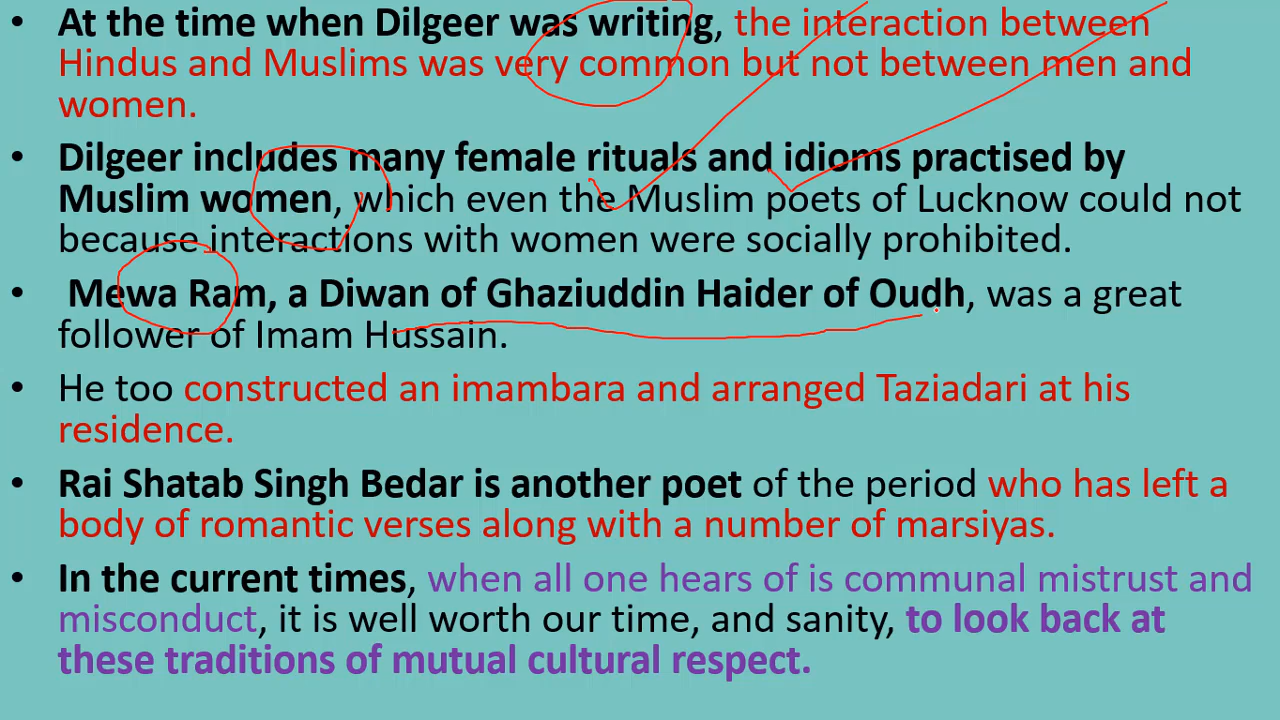 • At the time when Dilgeer was writing, the interaction between
Hindus and Muslims was very common but not between men and
women.
• Dilgeer includes many female rituals and idioms practised by
Muslim women, which even the Muslim poets of Lucknow could not
because interactions with women were socially prohibited.
• Mewa Ram, a Diwan of Ghaziuddin Haider of Oudh, was a great
follower of Imam Hussain.
• He too constructed an imambara and arranged Taziadari at his
residence.
• Rai Shatab Singh Bedar is another poet of the period who has left a
body of romantic verses along with a number of marsiyas.
• In the current times, when all one hears of is communal mistrust and
misconduct, it is well worth our time, and sanity, to look back at
these traditions of mutual cultural respect.